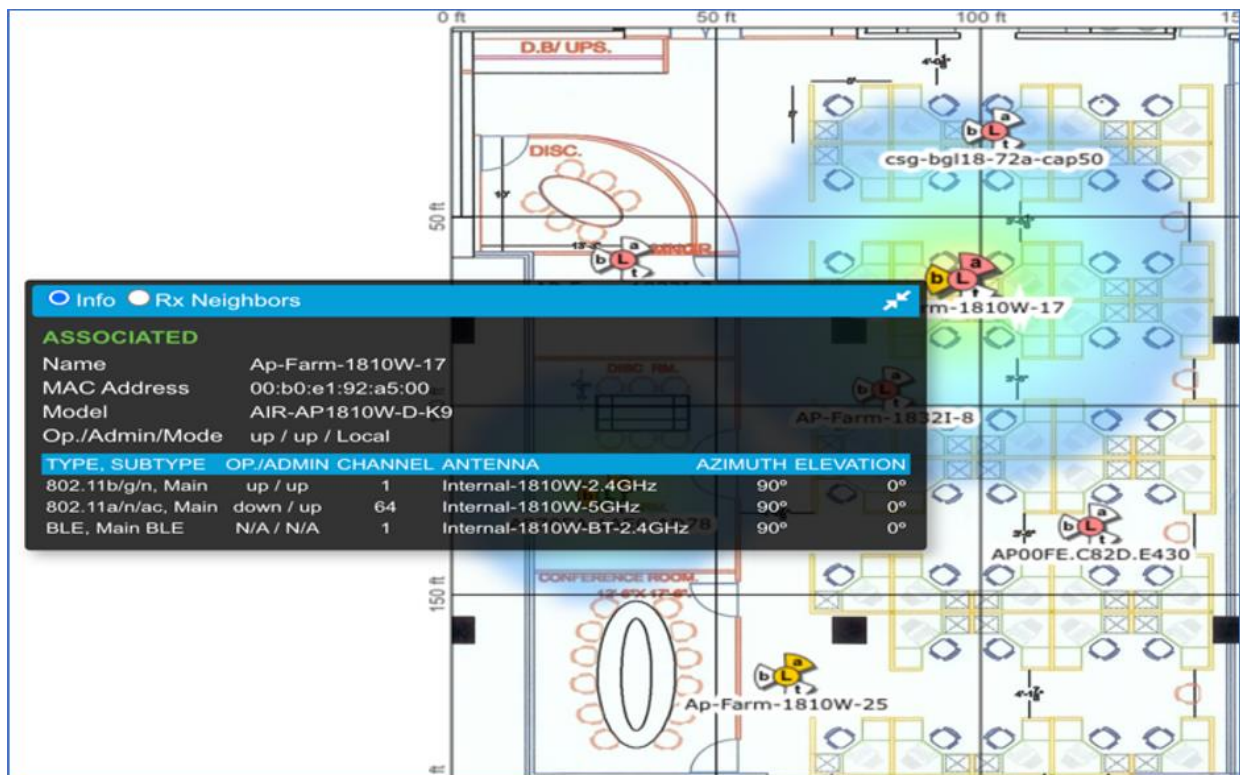 0 ft 50 ft 100 ft
D.B/ UPS.
DISC.
b L a t
csg-bgl18-72a-cap50
50 ft
b L a t
b L a
rm-1810W-17
Info Rx Neighbors
ASSOCIATED
Name Ap-Farm-1810W-17
MAC Address 00:b0:e1:92:a5:00
Model AIR-AP1810W-D-K9
Op./Admin/Mode up / up / Local
DISC RM.
AP-Farm-1832I-8
TYPE, SUBTYPE OP./ADMIN CHANNEL ANTENNA AZIMUTH ELEVATION
802.11b/g/n, Main up / up 1 Internal-1810W-2.4GHz 90º 0º
802.11a/n/ac, Main down / up 64 Internal-1810W-5GHz 90º 0º
BLE, Main BLE N/A / N/A 1 Internal-1810W-BT-2.4GHz 90º 0º
b L a t
AP00FE.C82D.E430
CONFERENCE ROOM.
150 ft
b L a t
Ap-Farm-1810W-25
ft